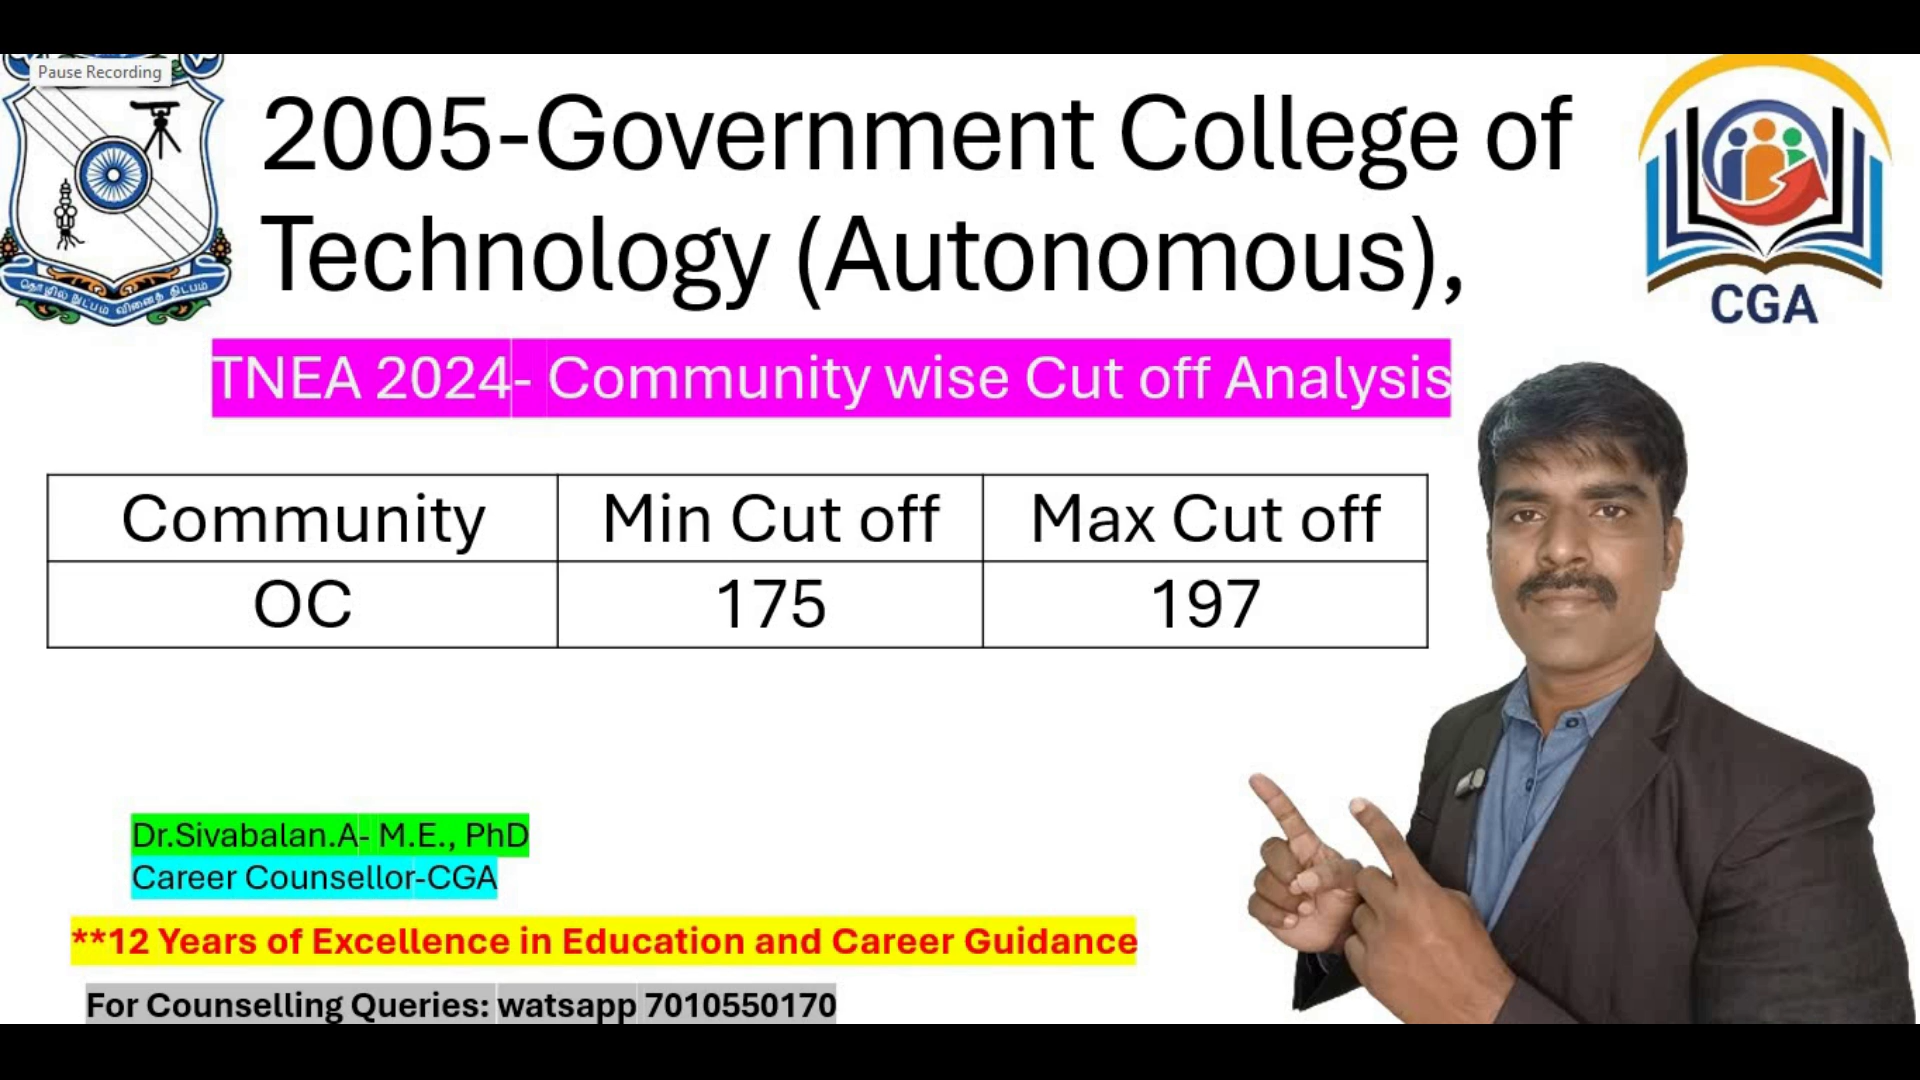 Pause Recording
2005-Government College of
Technology (Autonomous),
CGA
தொழில் நுட்பம் வினைத் திட்பம்
TNEA 2024- Community wise Cut off Analysis
Community Min Cut off Max Cut off
OC 175 197
Dr.Sivabalan.A- M.E., PhD
Career Counsellor-CGA
**12 Years of Excellence in Education and Career Guidance
For Counselling Queries: watsapp 7010550170